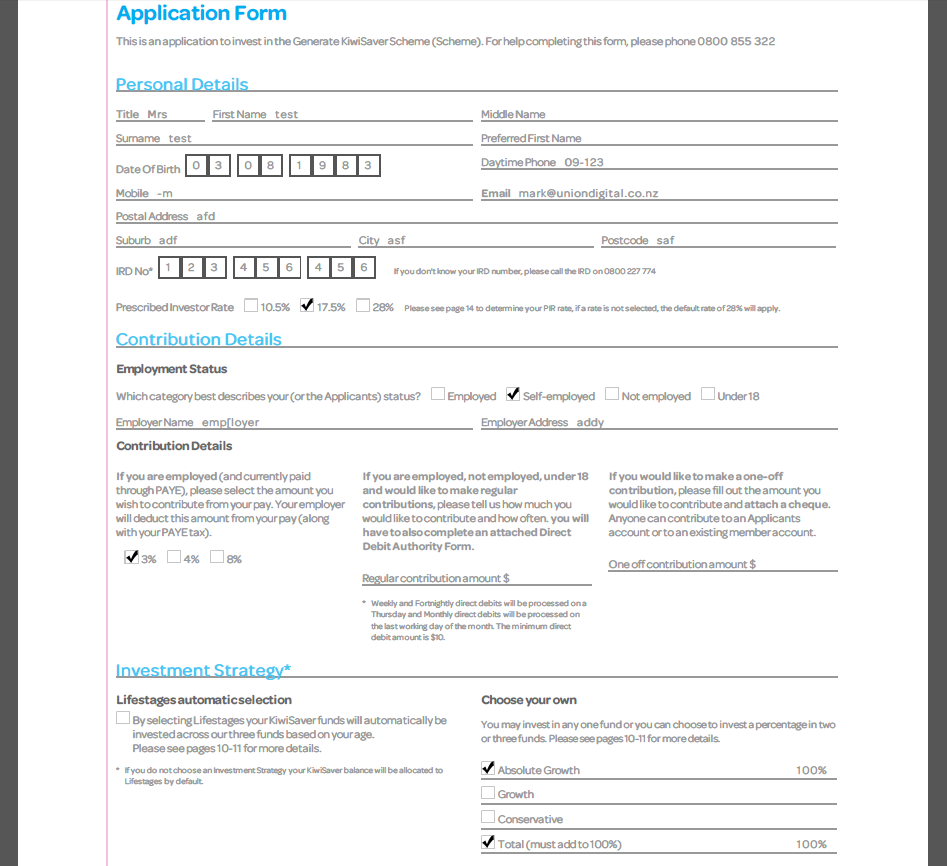 Application Form
This is an application to invest in the Generate KiwiSaver Scheme (Scheme). For help completing this form, please phone 0800 855 322
Personal Details
Title Mrs First Name test Middle Name
Surname test Preferred First Name
Date Of Birth 0 3 0 8 1 9 8 3 Daytime Phone 09-123
Mobile -m Email mark@uniondigital.co.nz
Postal Address afd
Suburb adf City asf Postcode saf
IRD No* 1 2 3 4 5 6 4 5 6 If you don't know your IRD number, please call the IRD on 0800 227 774
Prescribed Investor Rate 10.5% 17.5% 28% Please see page 14 to determine your PIR rate, if a rate is not selected, the default rate of 28% will apply.
Contribution Details
Employment Status
Which category best describes your (or the Applicants) status? Employed Self-employed Not employed Under 18
Employer Name emp[loyer Employer Address addy
Contribution Details
If you are employed (and currently paid
through PAYE), please select the amount you
wish to contribute from your pay. Your employer
will deduct this amount from your pay (along
with your PAYE tax).
3% 4% 8%
If you are employed, not employed, under 18
and would like to make regular
contributions, please tell us how much you
would like to contribute and how often. you will
have to also complete an attached Direct
Debit Authority Form.
Regular contribution amount $
* Weekly and Fortnightly direct debits will be processed on a
Thursday and Monthly direct debits will be processed on
the last working day of the month. The minimum direct
debit amount is $10.
If you would like to make a one-off
contribution, please fill out the amount you
would like to contribute and attach a cheque.
Anyone can contribute to an Applicants
account or to an existing member account.
One off contribution amount $
Investment Strategy*
Lifestages automatic selection
By selecting Lifestages your KiwiSaver funds will automatically be
invested across our three funds based on your age.
Please see pages 10-11 for more details.
* If you do not choose an Investment Strategy your KiwiSaver balance will be allocated to
Lifestages by default.
Choose your own
You may invest in any one fund or you can choose to invest a percentage in two
or three funds. Please see pages 10-11 for more details.
Absolute Growth 100%
Growth
Conservative
Total (must add to 100%) 100%